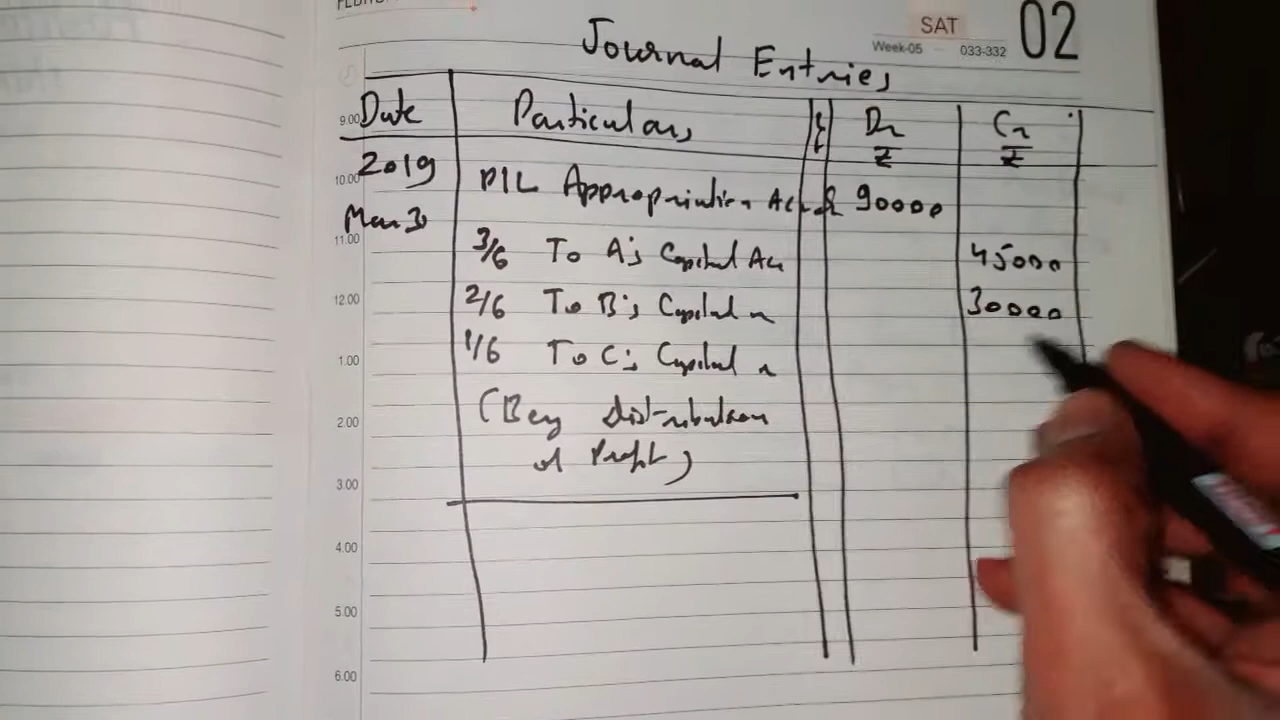 SAT
02
Week-05
033-332
Journal Entries
Date Particulars Dr Cr
9.00
2019
10.00
P/L Appropriation A/c Dr 90000
Mar 31
11.00
3/6 To A's Capital A/c 45000
12.00
2/6 To B's Capital 30000
1.00
1/6 To C's Capital
2.00
(Being distribution
of Profit)
3.00
4.00
5.00
6.00